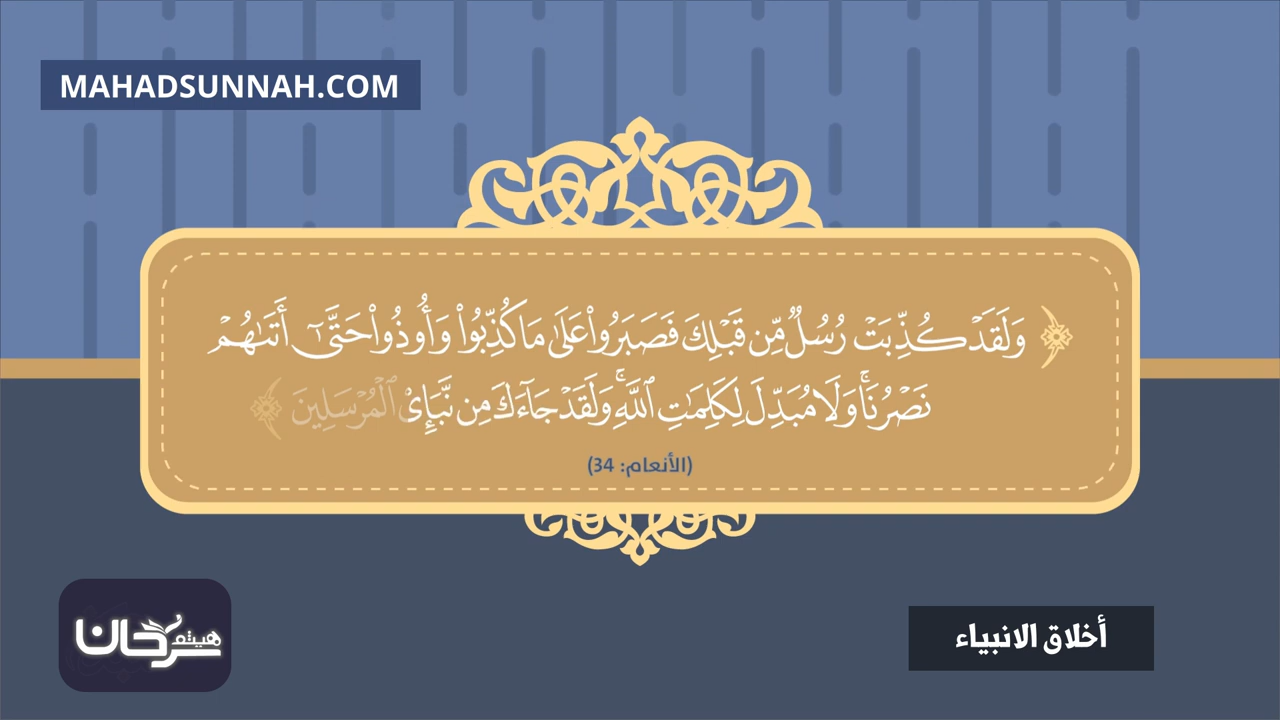 MAHADSUNNAH.COM
﴿ وَلَقَدْ كُذِّبَتْ رُسُلٌ مِّن قَبْلِكَ فَصَبَرُوا۟ عَلَىٰ مَا كُذِّبُوا۟ وَأُوذُوا۟ حَتَّىٰٓ أَتَىٰهُمْ
نَصْرُنَا ۚ وَلَا مُبَدِّلَ لِكَلِمَـٰتِ ٱللَّهِ ۚ وَلَقَدْ جَآءَكَ مِن نَّبَإِى۟ ٱلْمُرْسَلِينَ ﴾
(الأنعام: 34)
هيثم
سرحان
أخلاق الانبياء